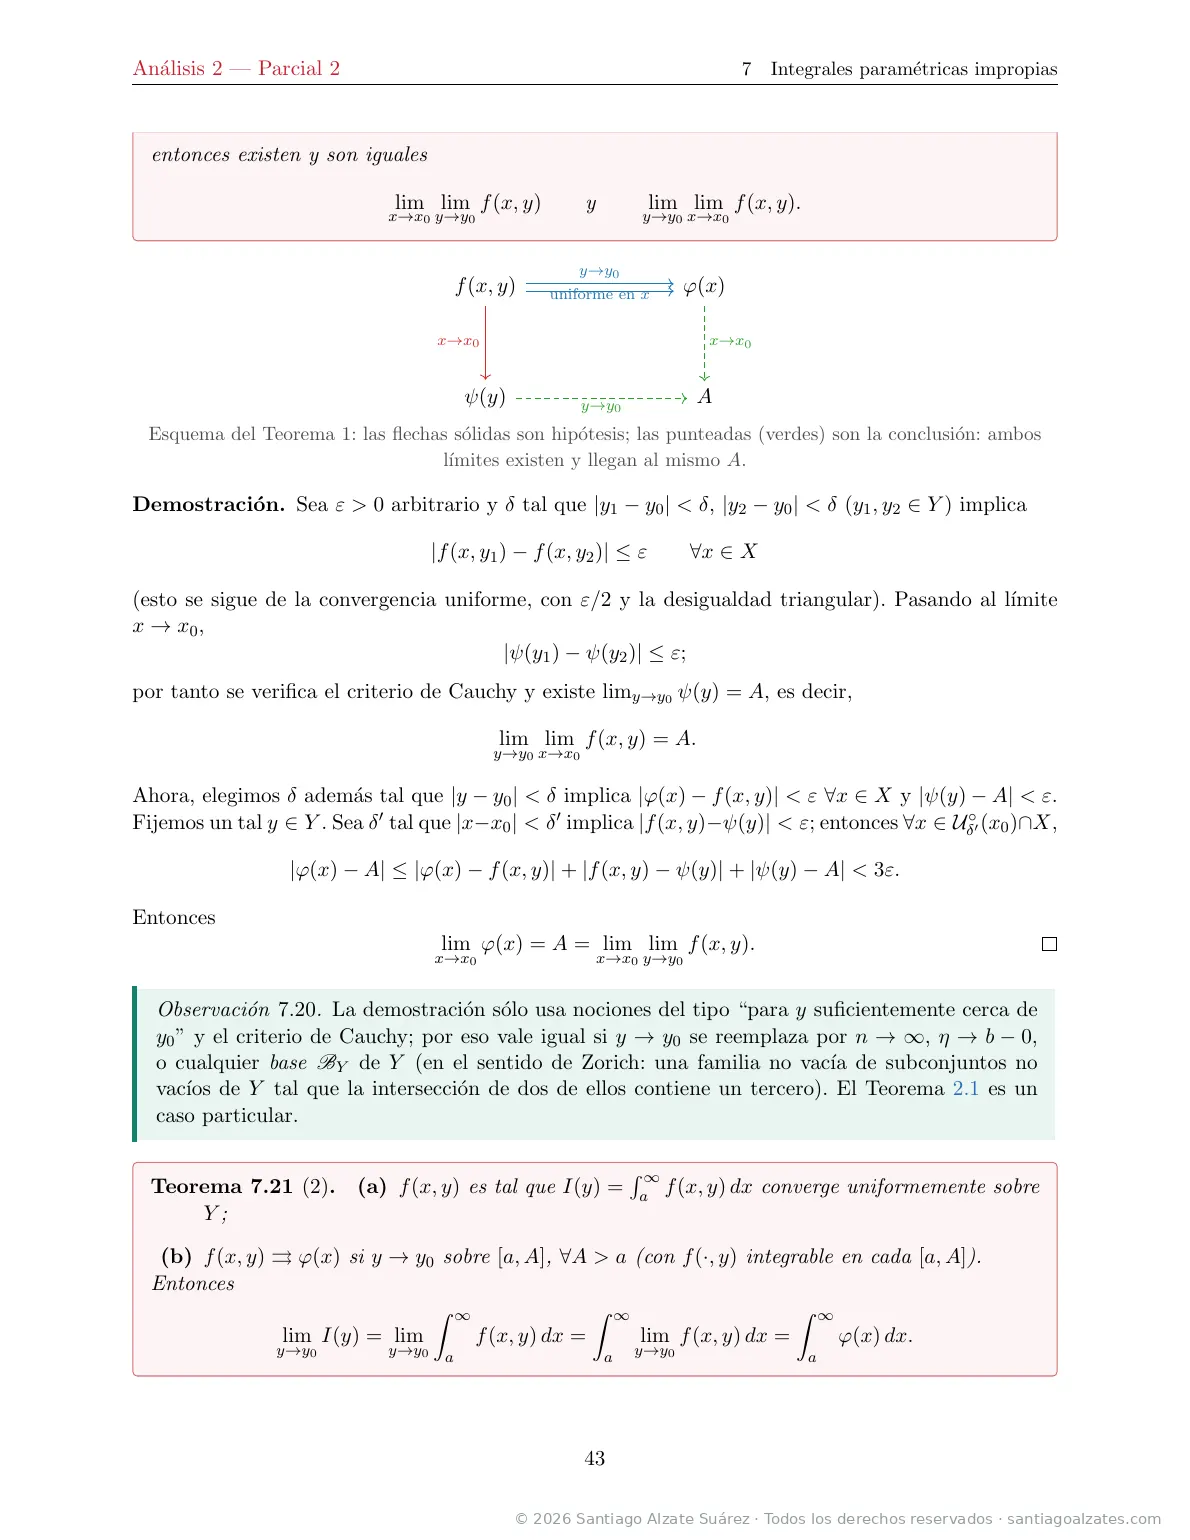 Análisis 2 — Parcial 2
7 Integrales paramétricas impropias
entonces existen y son iguales
lim_{x→x₀} lim_{y→y₀} f(x, y) y lim_{y→y₀} lim_{x→x₀} f(x, y).
y→y₀
f(x, y) φ(x)
uniforme en x
x→x₀ x→x₀
ψ(y) A
y→y₀
Esquema del Teorema 1: las flechas sólidas son hipótesis; las punteadas (verdes) son la conclusión: ambos
límites existen y llegan al mismo A.
Demostración. Sea ε > 0 arbitrario y δ tal que |y₁ − y₀| < δ, |y₂ − y₀| < δ (y₁, y₂ ∈ Y) implica
|f(x, y₁) − f(x, y₂)| ≤ ε ∀x ∈ X
(esto se sigue de la convergencia uniforme, con ε/2 y la desigualdad triangular). Pasando al límite
x → x₀,
|ψ(y₁) − ψ(y₂)| ≤ ε;
por tanto se verifica el criterio de Cauchy y existe lim_{y→y₀} ψ(y) = A, es decir,
lim_{y→y₀} lim_{x→x₀} f(x, y) = A.
Ahora, elegimos δ además tal que |y − y₀| < δ implica |φ(x) − f(x, y)| < ε ∀x ∈ X y |ψ(y) − A| < ε.
Fijemos un tal y ∈ Y. Sea δ′ tal que |x−x₀| < δ′ implica |f(x, y)−ψ(y)| < ε; entonces ∀x ∈ 𝒰°_{δ′}(x₀)∩X,
|φ(x) − A| ≤ |φ(x) − f(x, y)| + |f(x, y) − ψ(y)| + |ψ(y) − A| < 3ε.
Entonces
lim_{x→x₀} φ(x) = A = lim_{x→x₀} lim_{y→y₀} f(x, y). □
Observación 7.20. La demostración sólo usa nociones del tipo “para y suficientemente cerca de
y₀” y el criterio de Cauchy; por eso vale igual si y → y₀ se reemplaza por n → ∞, η → b − 0,
o cualquier base ℬ_Y de Y (en el sentido de Zorich: una familia no vacía de subconjuntos no
vacíos de Y tal que la intersección de dos de ellos contiene un tercero). El Teorema 2.1 es un
caso particular.
Teorema 7.21 (2). (a) f(x, y) es tal que I(y) = ∫_a^∞ f(x, y) dx converge uniformemente sobre
Y;
(b) f(x, y) ⇉ φ(x) si y → y₀ sobre [a, A], ∀A > a (con f(·, y) integrable en cada [a, A]).
Entonces
lim_{y→y₀} I(y) = lim_{y→y₀} ∫_a^∞ f(x, y) dx = ∫_a^∞ lim_{y→y₀} f(x, y) dx = ∫_a^∞ φ(x) dx.
43
© 2026 Santiago Alzate Suárez · Todos los derechos reservados · santiagoalzates.com